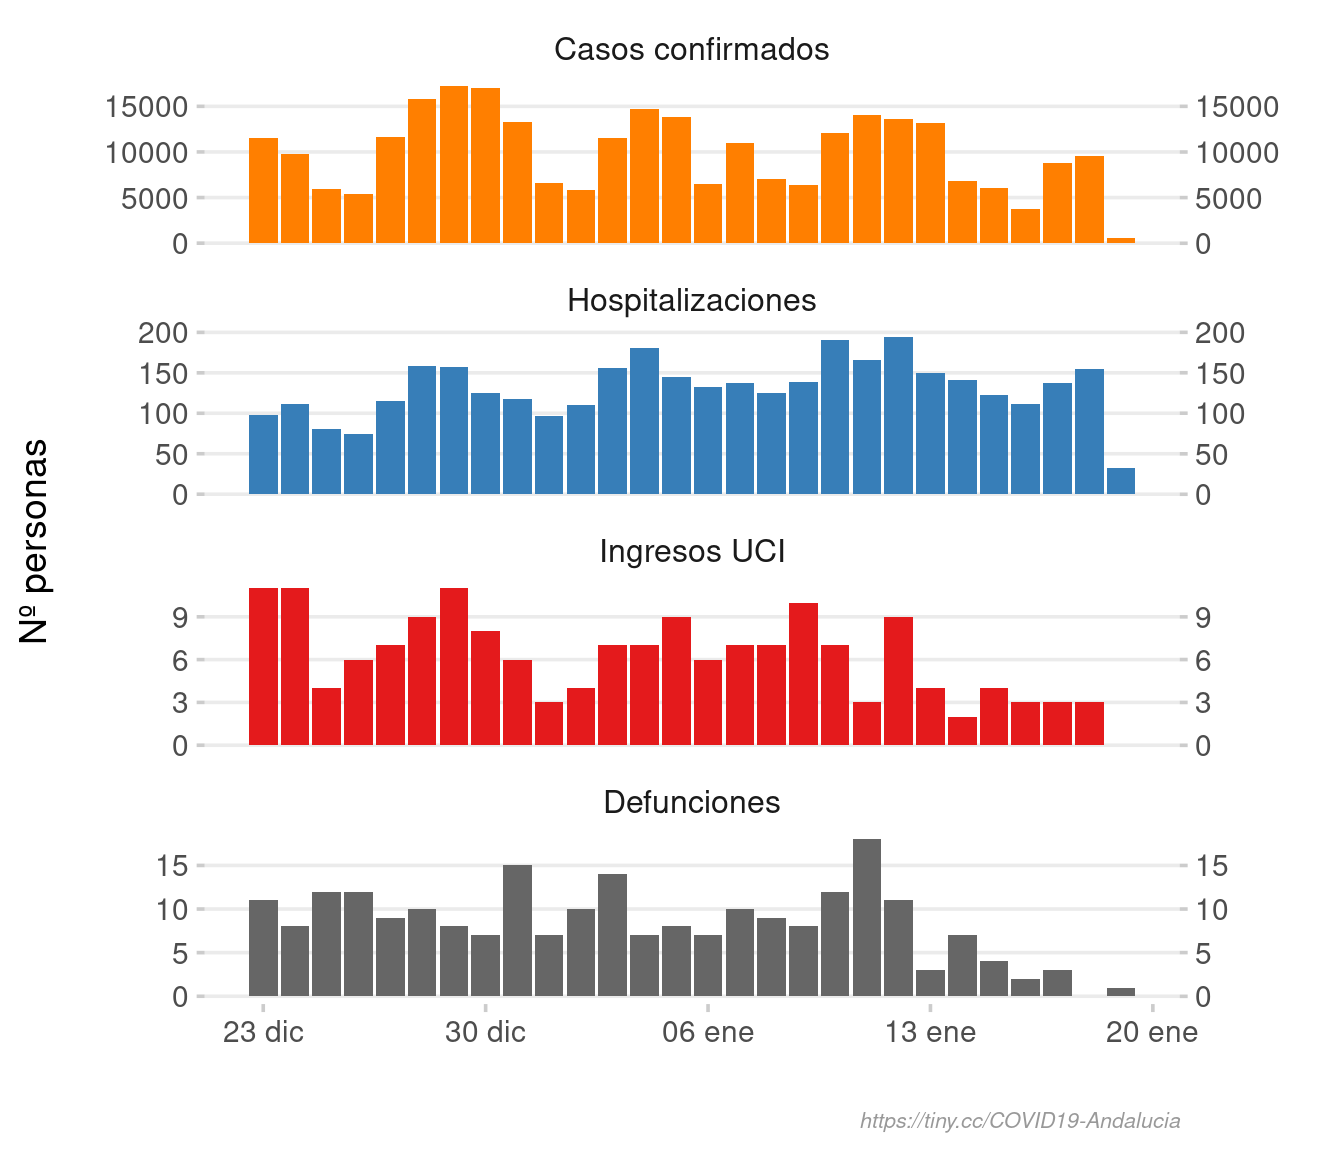 Casos confirmados
15000 15000
10000 10000
5000 5000
0 0
Hospitalizaciones
200 200
150 150
100 100
50 50
0 0
Nº personas
Ingresos UCI
9 9
6 6
3 3
0 0
Defunciones
15 15
10 10
5 5
0 0
23 dic 30 dic 06 ene 13 ene 20 ene
https://tiny.cc/COVID19-Andalucia